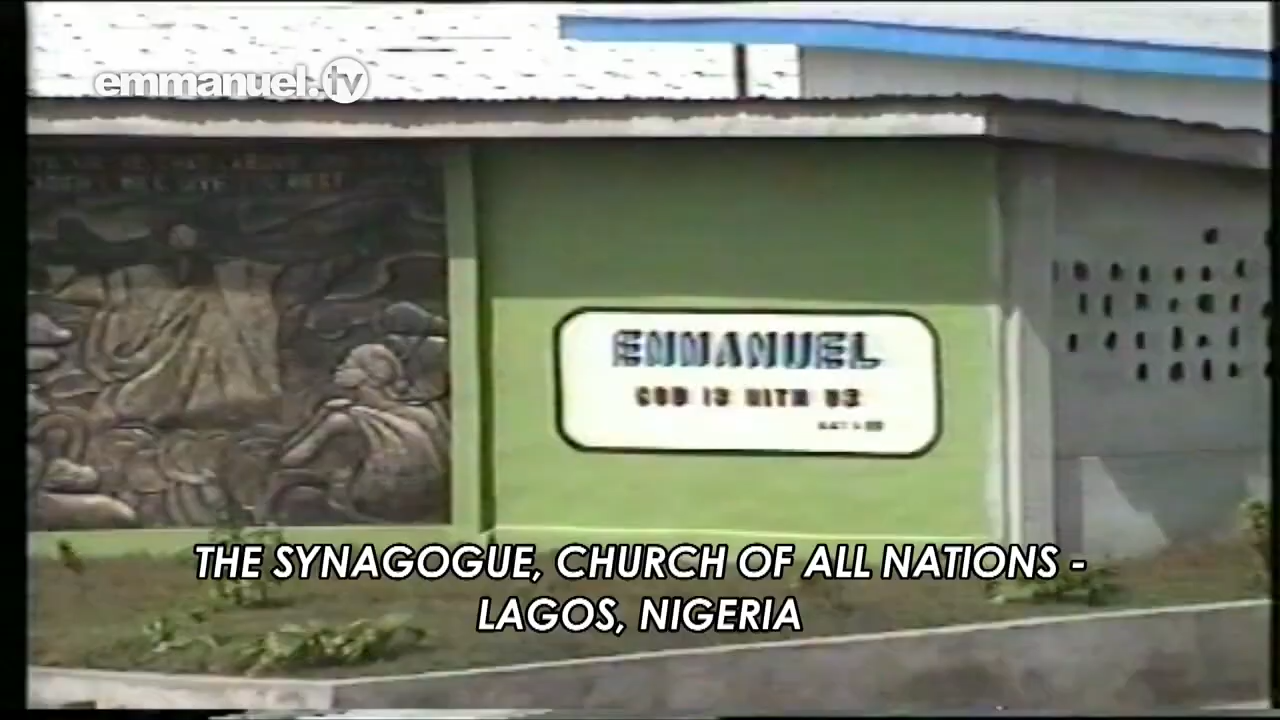 emmanuel.tv
EMMANUEL
GOD IS WITH US
THE SYNAGOGUE, CHURCH OF ALL NATIONS -
LAGOS, NIGERIA